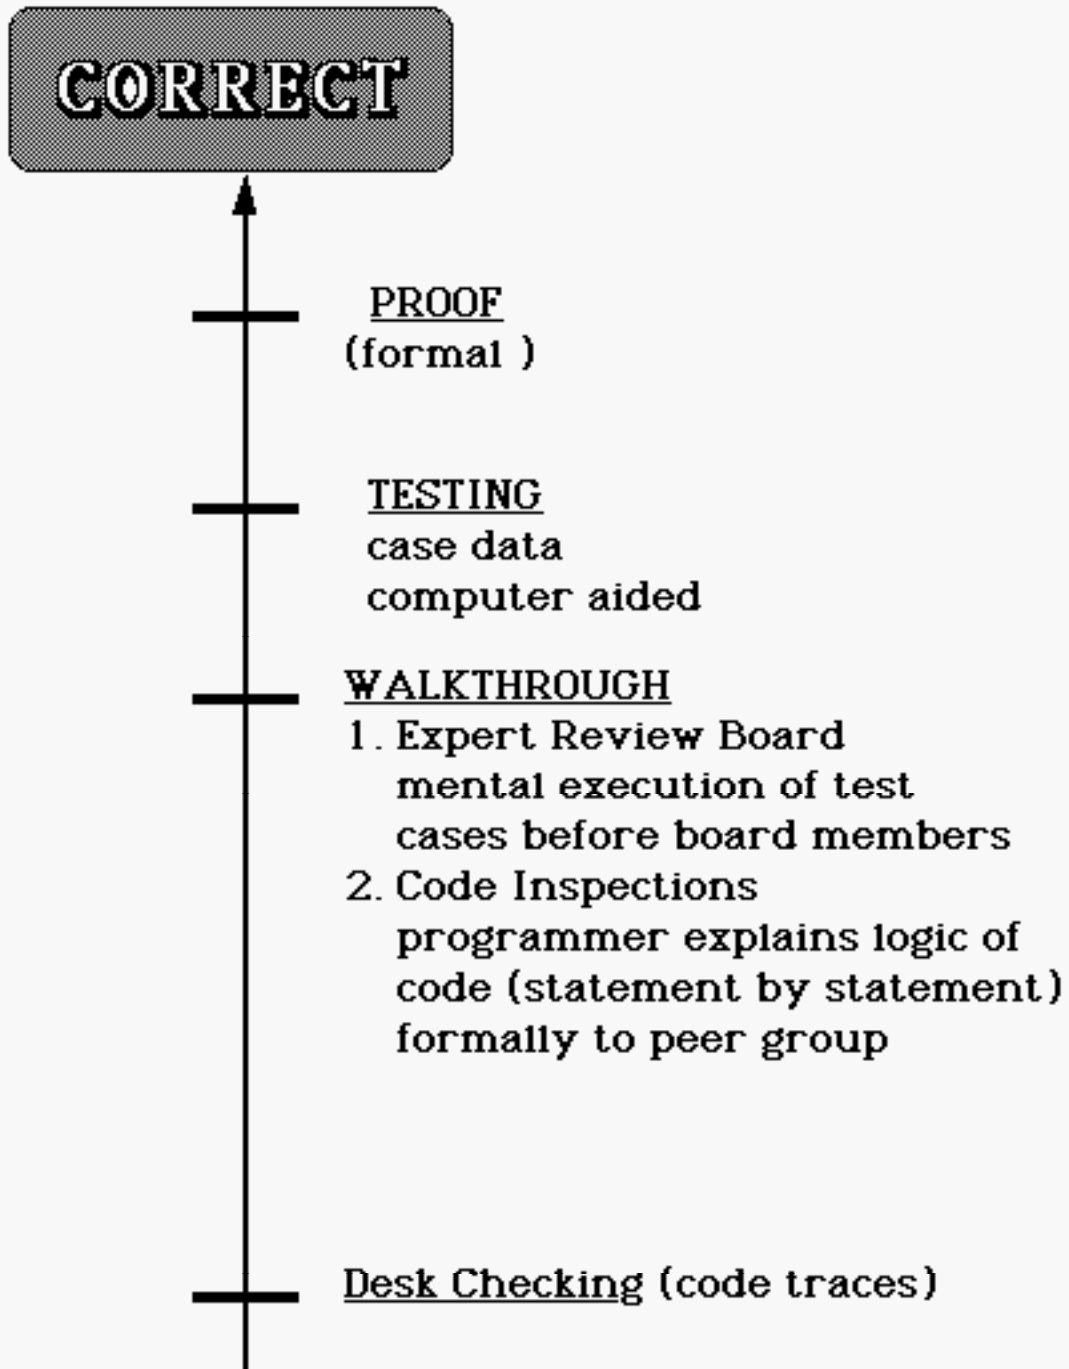 CORRECT
PROOF
(formal )
TESTING
case data
computer aided
WALKTHROUGH
1. Expert Review Board
mental execution of test
cases before board members
2. Code Inspections
programmer explains logic of
code (statement by statement)
formally to peer group
Desk Checking (code traces)